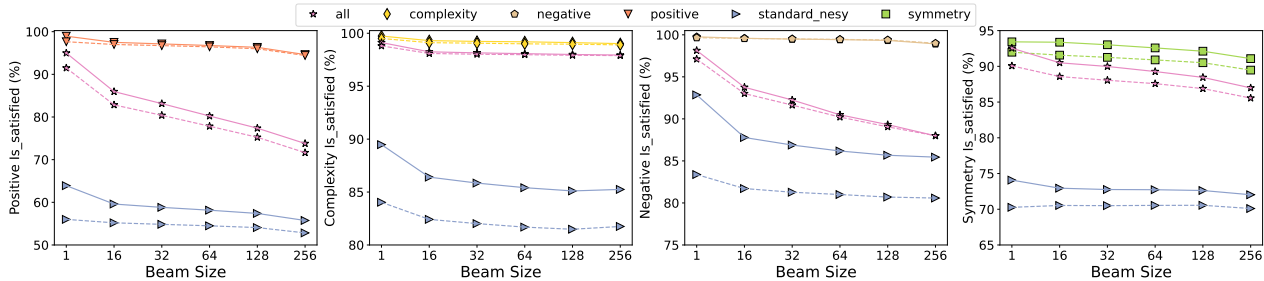 all complexity negative positive standard_nesy symmetry
Positive Is_satisfied (%)
100
90
80
70
60
50
1 16 32 64 128 256
Beam Size
Complexity Is_satisfied (%)
100
95
90
85
80
1 16 32 64 128 256
Beam Size
Negative Is_satisfied (%)
100
95
90
85
80
75
1 16 32 64 128 256
Beam Size
Symmetry Is_satisfied (%)
95
90
85
80
75
70
65
1 16 32 64 128 256
Beam Size